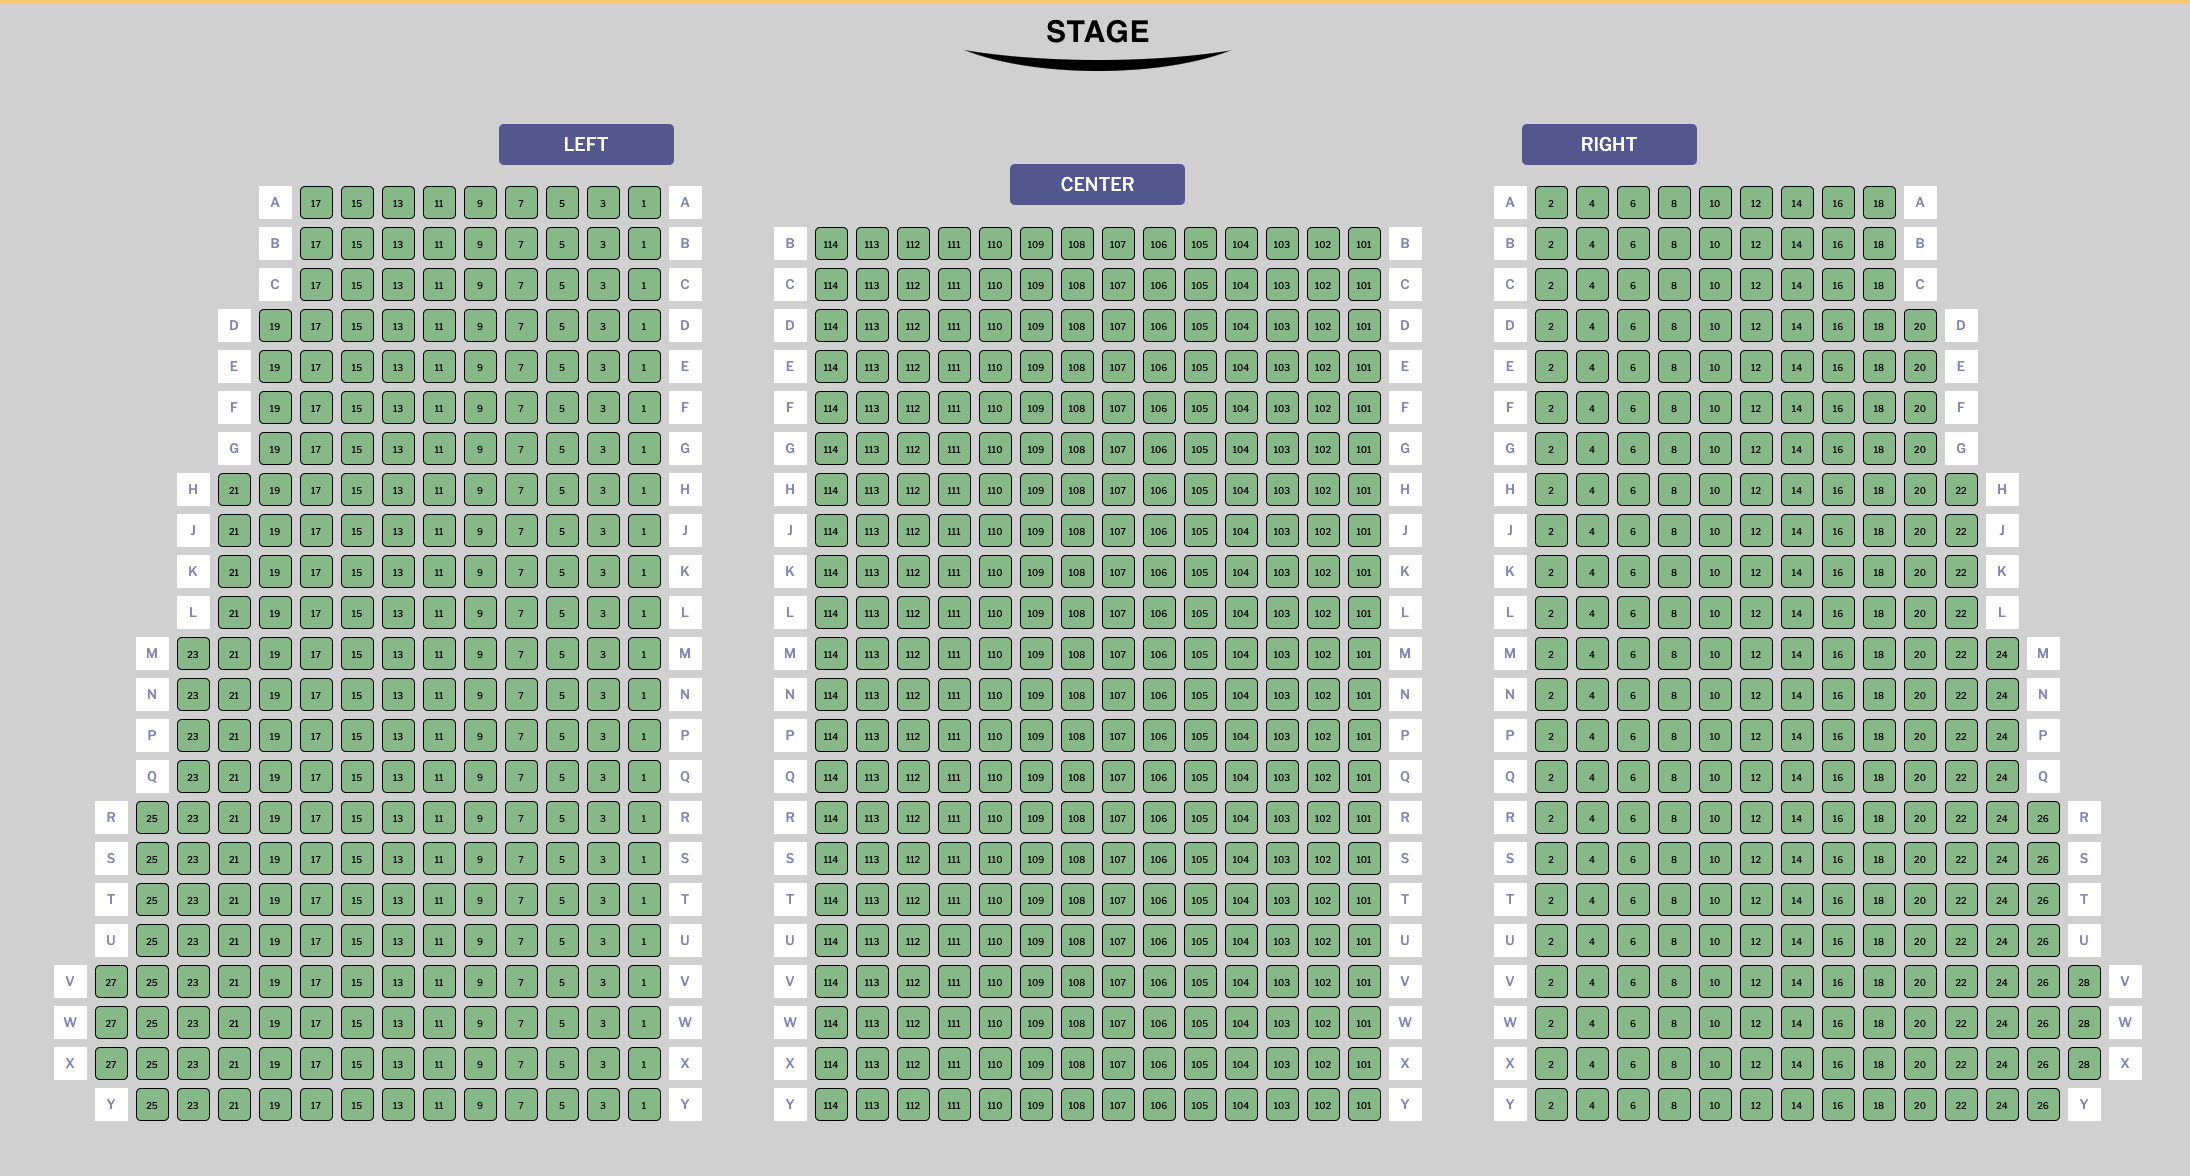 STAGE
LEFT RIGHT
CENTER
A 17 15 13 11 9 7 5 3 1 A A 2 4 6 8 10 12 14 16 18 A
B 17 15 13 11 9 7 5 3 1 B B 114 113 112 111 110 109 108 107 106 105 104 103 102 101 B B 2 4 6 8 10 12 14 16 18 B
C 17 15 13 11 9 7 5 3 1 C C 114 113 112 111 110 109 108 107 106 105 104 103 102 101 C C 2 4 6 8 10 12 14 16 18 C
D 19 17 15 13 11 9 7 5 3 1 D D 114 113 112 111 110 109 108 107 106 105 104 103 102 101 D D 2 4 6 8 10 12 14 16 18 20 D
E 19 17 15 13 11 9 7 5 3 1 E E 114 113 112 111 110 109 108 107 106 105 104 103 102 101 E E 2 4 6 8 10 12 14 16 18 20 E
F 19 17 15 13 11 9 7 5 3 1 F F 114 113 112 111 110 109 108 107 106 105 104 103 102 101 F F 2 4 6 8 10 12 14 16 18 20 F
G 19 17 15 13 11 9 7 5 3 1 G G 114 113 112 111 110 109 108 107 106 105 104 103 102 101 G G 2 4 6 8 10 12 14 16 18 20 G
H 21 19 17 15 13 11 9 7 5 3 1 H H 114 113 112 111 110 109 108 107 106 105 104 103 102 101 H H 2 4 6 8 10 12 14 16 18 20 22 H
J 21 19 17 15 13 11 9 7 5 3 1 J J 114 113 112 111 110 109 108 107 106 105 104 103 102 101 J J 2 4 6 8 10 12 14 16 18 20 22 J
K 21 19 17 15 13 11 9 7 5 3 1 K K 114 113 112 111 110 109 108 107 106 105 104 103 102 101 K K 2 4 6 8 10 12 14 16 18 20 22 K
L 21 19 17 15 13 11 9 7 5 3 1 L L 114 113 112 111 110 109 108 107 106 105 104 103 102 101 L L 2 4 6 8 10 12 14 16 18 20 22 L
M 23 21 19 17 15 13 11 9 7 5 3 1 M M 114 113 112 111 110 109 108 107 106 105 104 103 102 101 M M 2 4 6 8 10 12 14 16 18 20 22 24 M
N 23 21 19 17 15 13 11 9 7 5 3 1 N N 114 113 112 111 110 109 108 107 106 105 104 103 102 101 N N 2 4 6 8 10 12 14 16 18 20 22 24 N
P 23 21 19 17 15 13 11 9 7 5 3 1 P P 114 113 112 111 110 109 108 107 106 105 104 103 102 101 P P 2 4 6 8 10 12 14 16 18 20 22 24 P
Q 23 21 19 17 15 13 11 9 7 5 3 1 Q Q 114 113 112 111 110 109 108 107 106 105 104 103 102 101 Q Q 2 4 6 8 10 12 14 16 18 20 22 24 Q
R 25 23 21 19 17 15 13 11 9 7 5 3 1 R R 114 113 112 111 110 109 108 107 106 105 104 103 102 101 R R 2 4 6 8 10 12 14 16 18 20 22 24 26 R
S 25 23 21 19 17 15 13 11 9 7 5 3 1 S S 114 113 112 111 110 109 108 107 106 105 104 103 102 101 S S 2 4 6 8 10 12 14 16 18 20 22 24 26 S
T 25 23 21 19 17 15 13 11 9 7 5 3 1 T T 114 113 112 111 110 109 108 107 106 105 104 103 102 101 T T 2 4 6 8 10 12 14 16 18 20 22 24 26 T
U 25 23 21 19 17 15 13 11 9 7 5 3 1 U U 114 113 112 111 110 109 108 107 106 105 104 103 102 101 U U 2 4 6 8 10 12 14 16 18 20 22 24 26 U
V 27 25 23 21 19 17 15 13 11 9 7 5 3 1 V V 114 113 112 111 110 109 108 107 106 105 104 103 102 101 V V 2 4 6 8 10 12 14 16 18 20 22 24 26 28 V
W 27 25 23 21 19 17 15 13 11 9 7 5 3 1 W W 114 113 112 111 110 109 108 107 106 105 104 103 102 101 W W 2 4 6 8 10 12 14 16 18 20 22 24 26 28 W
X 27 25 23 21 19 17 15 13 11 9 7 5 3 1 X X 114 113 112 111 110 109 108 107 106 105 104 103 102 101 X X 2 4 6 8 10 12 14 16 18 20 22 24 26 28 X
Y 25 23 21 19 17 15 13 11 9 7 5 3 1 Y Y 114 113 112 111 110 109 108 107 106 105 104 103 102 101 Y Y 2 4 6 8 10 12 14 16 18 20 22 24 26 Y